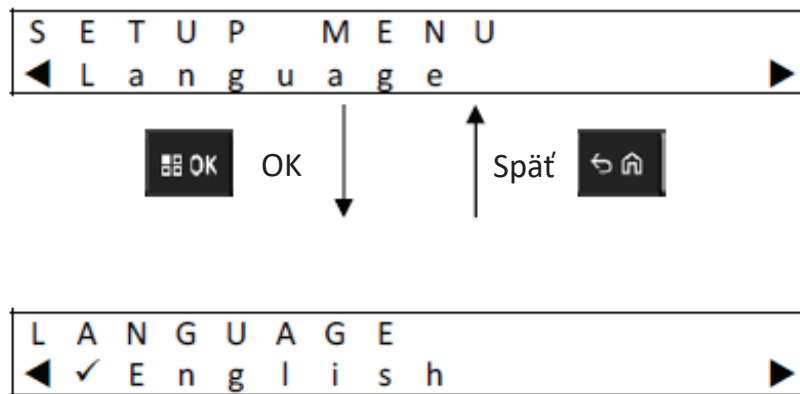 SETUP MENU
◀ Language ▶
OK OK Späť
LANGUAGE
◀ ✓ English ▶